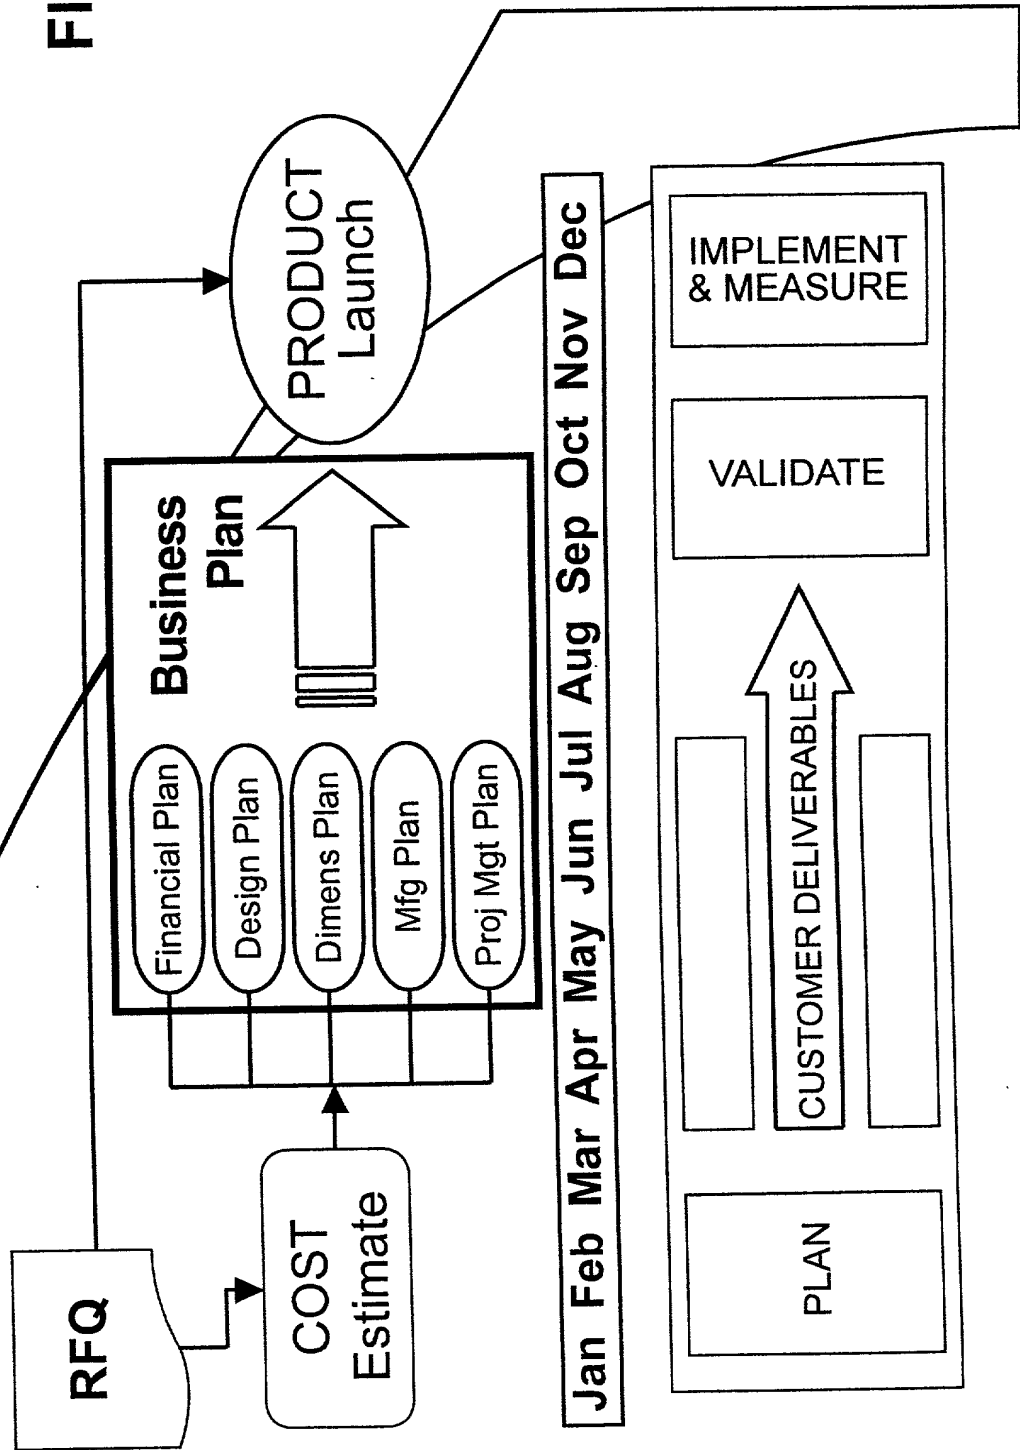 RFQ
COST
Estimate
Financial Plan
Design Plan
Dimens Plan
Mfg Plan
Proj Mgt Plan
Business
Plan
PRODUCT
Launch
Jan Feb Mar Apr May Jun Jul Aug Sep Oct Nov Dec
PLAN
CUSTOMER DELIVERABLES
VALIDATE
IMPLEMENT
& MEASURE